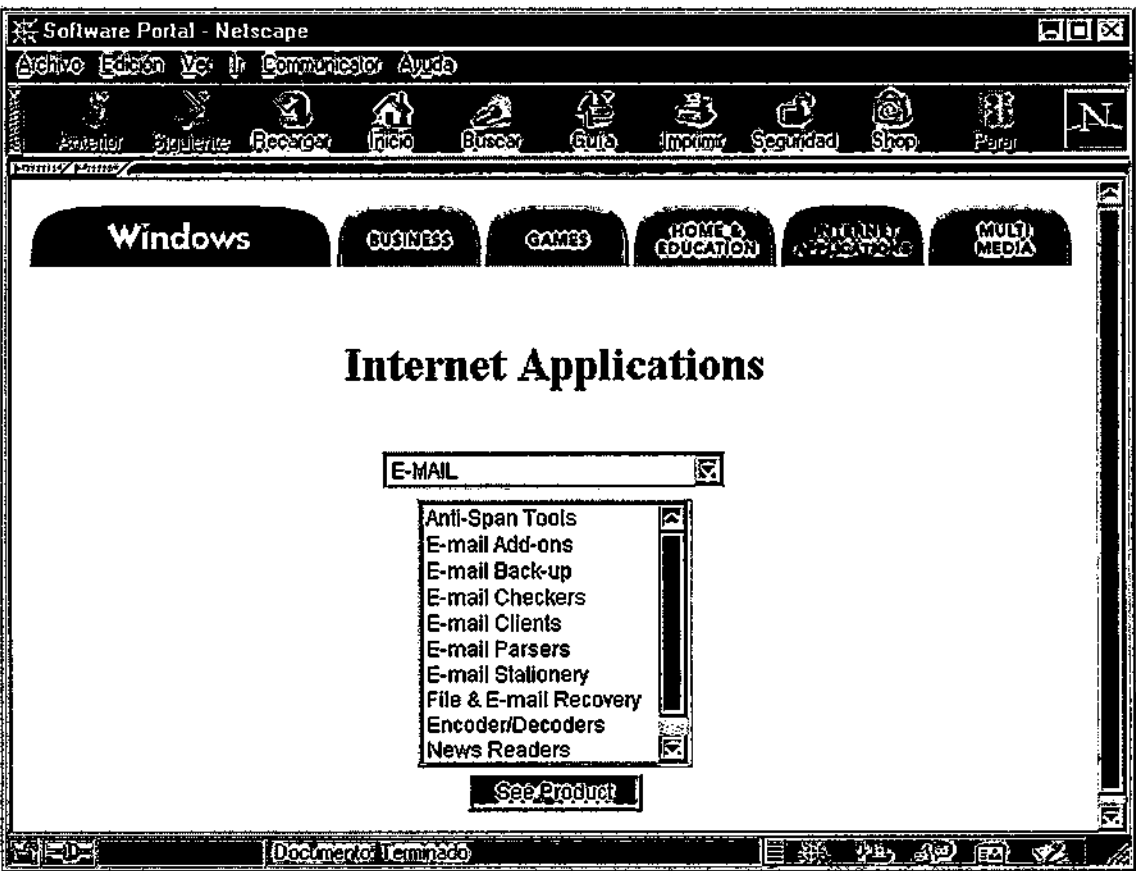 Software Portal - Netscape
Archivo Edición Ver Ir Communicator Ayuda
Anterior Siguiente Recargar Inicio Buscar Guía Imprimir Seguridad Shop Parar
N
Windows BUSINESS GAMES HOME & EDUCATION INTERNET APPLICATIONS MULTI MEDIA
Internet Applications
E-MAIL
Anti-Span Tools
E-mail Add-ons
E-mail Back-up
E-mail Checkers
E-mail Clients
E-mail Parsers
E-mail Stationery
File & E-mail Recovery
Encoder/Decoders
News Readers
See Product
Documento: Terminado